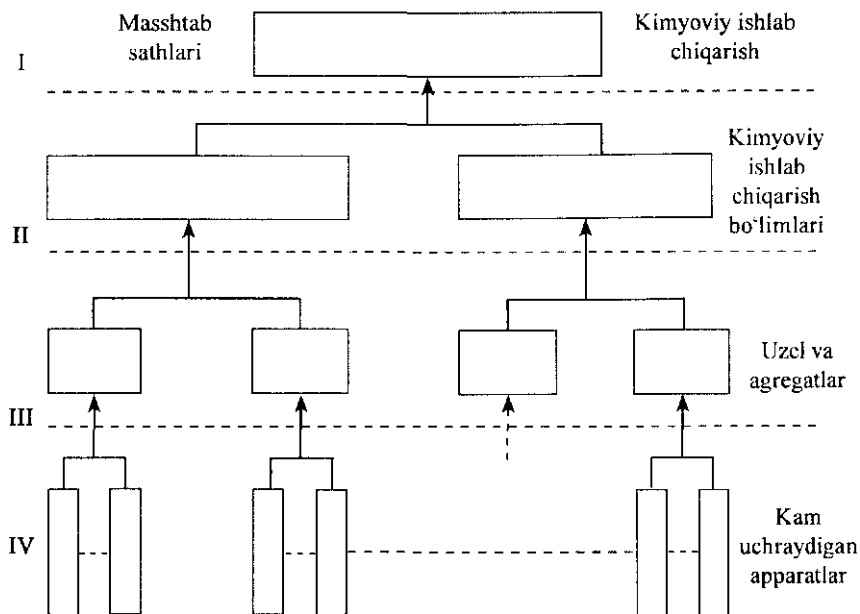 Masshtab
sathlari
Kimyoviy ishlab
chiqarish
I
Kimyoviy
ishlab
chiqarish
bo‘limlari
II
Uzel va
agregatlar
III
Kam
uchraydigan
apparatlar
IV